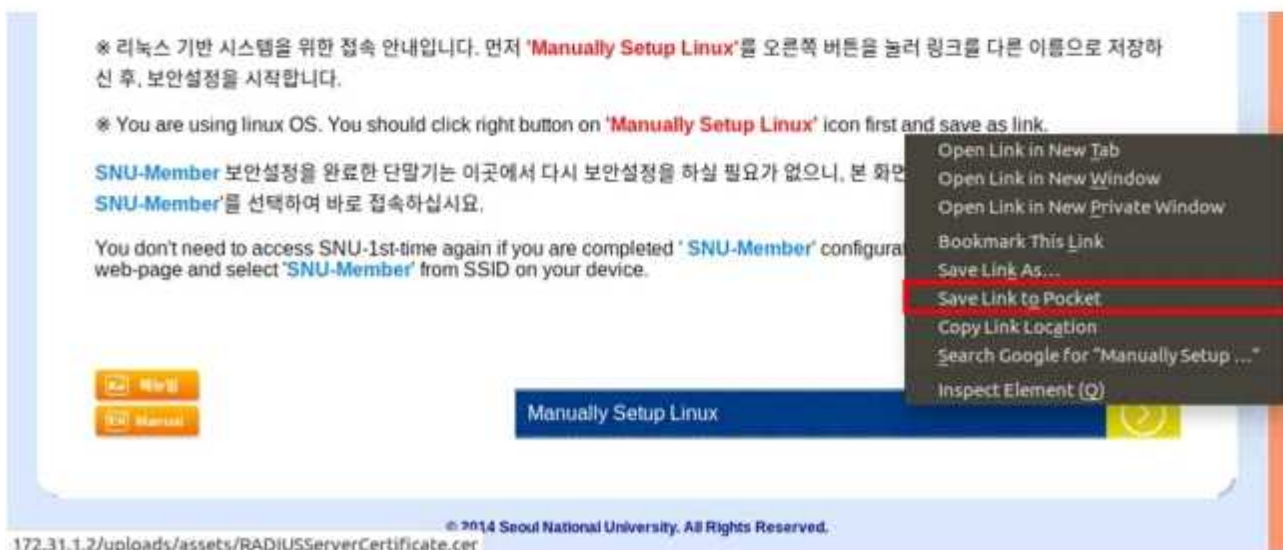 ※ 리눅스 기반 시스템을 위한 접속 안내입니다. 먼저 'Manually Setup Linux'를 오른쪽 버튼을 눌러 링크를 다른 이름으로 저장하
신 후, 보안설정을 시작합니다.
※ You are using linux OS. You should click right button on 'Manually Setup Linux' icon first and save as link.
SNU-Member 보안설정을 완료한 단말기는 이곳에서 다시 보안설정을 하실 필요가 없으니, 본 화면
SNU-Member'를 선택하여 바로 접속하십시요.
You don't need to access SNU-1st-time again if you are completed ' SNU-Member' configurat
web-page and select 'SNU-Member' from SSID on your device.
Open Link in New Tab
Open Link in New Window
Open Link in New Private Window
Bookmark This Link
Save Link As...
Save Link to Pocket
Copy Link Location
Search Google for "Manually Setup ..."
Inspect Element (Q)
매뉴얼
Manual
Manually Setup Linux
© 2014 Seoul National University. All Rights Reserved.
172.31.1.2/uploads/assets/RADIUSServerCertificate.cer